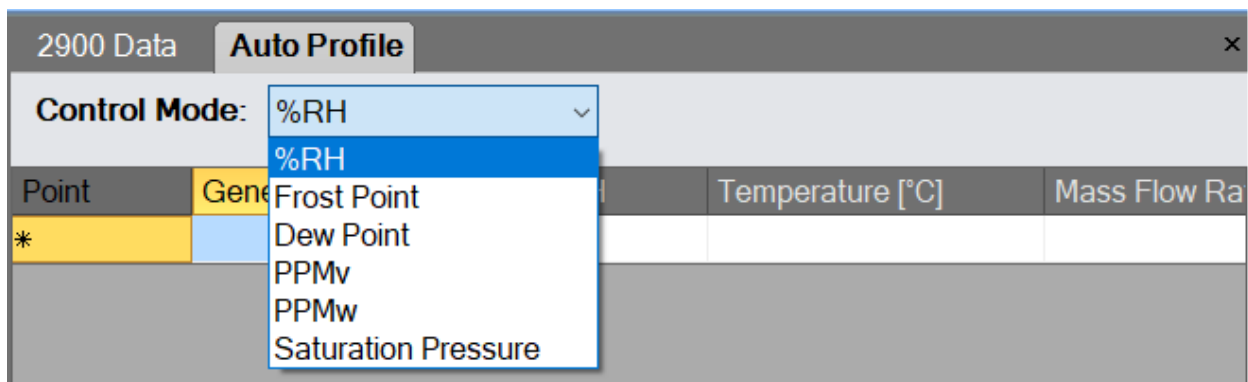 2900 Data Auto Profile ×
Control Mode: %RH
%RH
Point Temperature [°C]
Frost Point
* Dew Point
PPMv
PPMw
Saturation Pressure